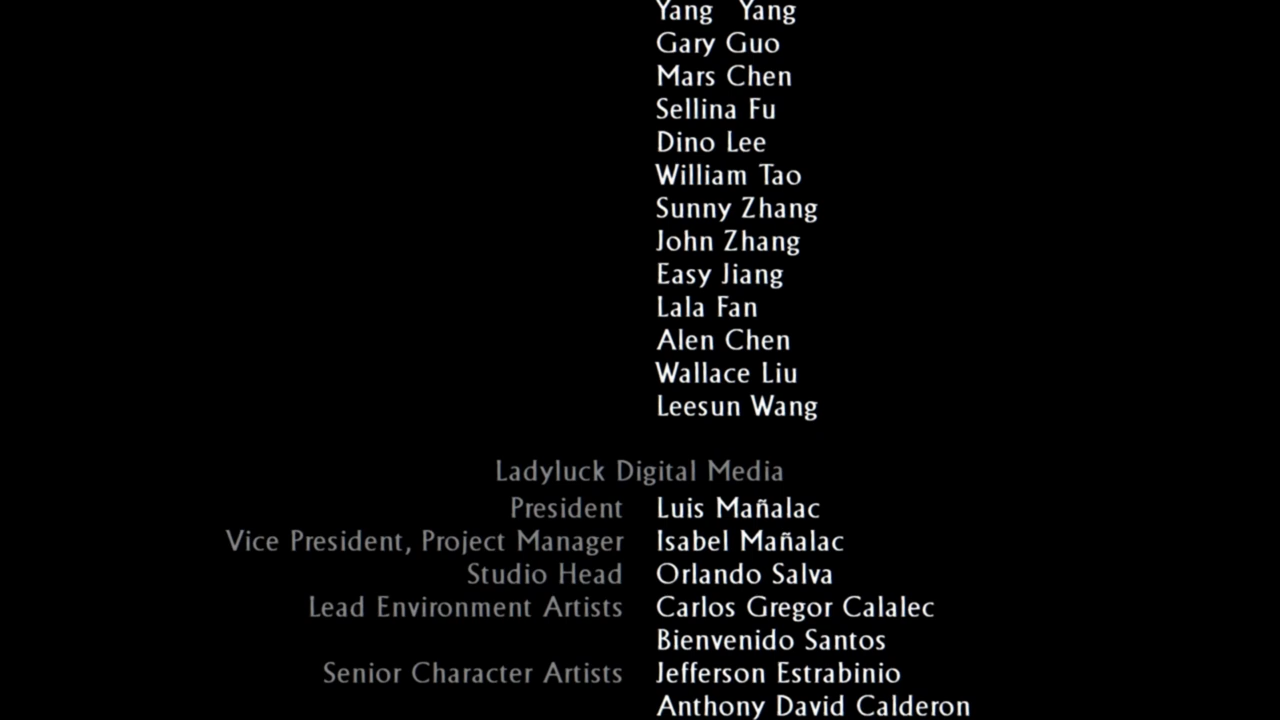 Yang Yang
Gary Guo
Mars Chen
Sellina Fu
Dino Lee
William Tao
Sunny Zhang
John Zhang
Easy Jiang
Lala Fan
Alen Chen
Wallace Liu
Leesun Wang
Ladyluck Digital Media
President Luis Mañalac
Vice President, Project Manager Isabel Mañalac
Studio Head Orlando Salva
Lead Environment Artists Carlos Gregor Calalec
Bienvenido Santos
Senior Character Artists Jefferson Estrabinio
Anthony David Calderon